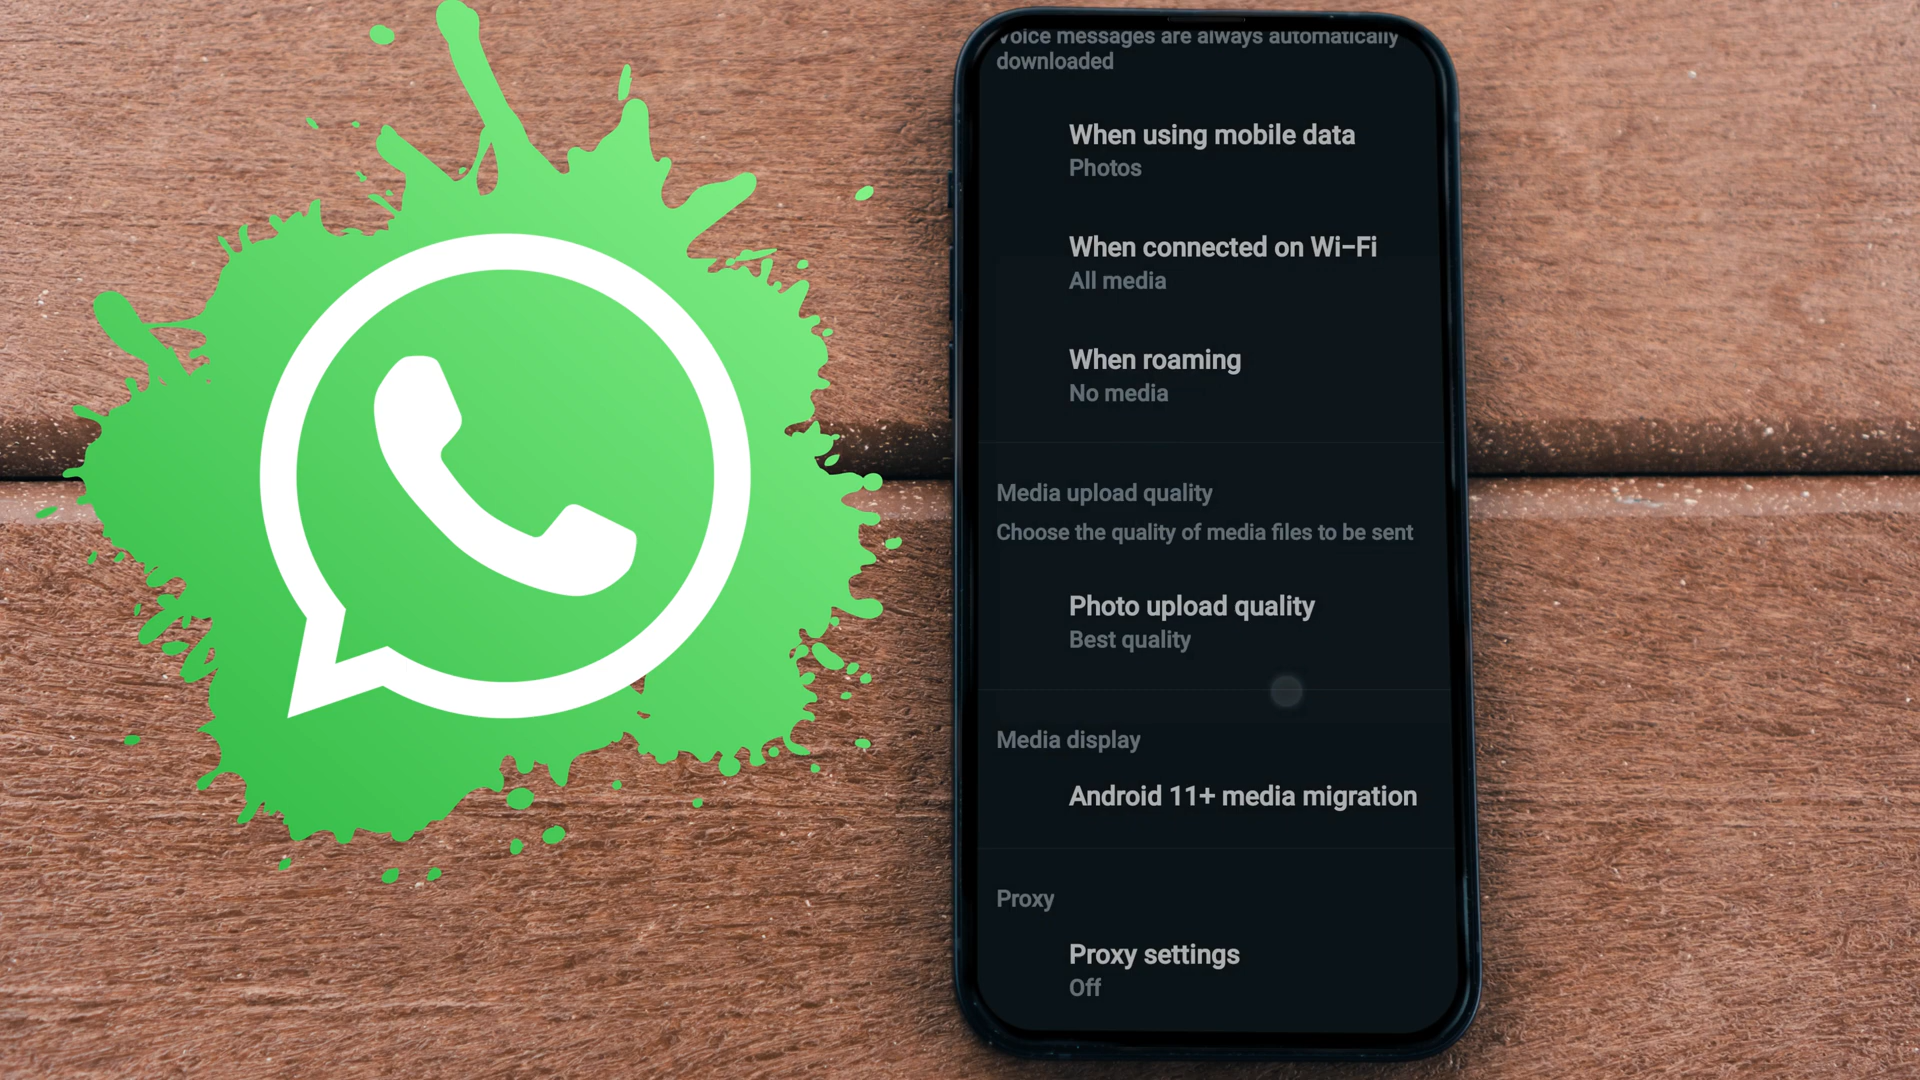 Voice messages are always automatically
downloaded
When using mobile data
Photos
When connected on Wi-Fi
All media
When roaming
No media
Media upload quality
Choose the quality of media files to be sent
Photo upload quality
Best quality
Media display
Android 11+ media migration
Proxy
Proxy settings
Off